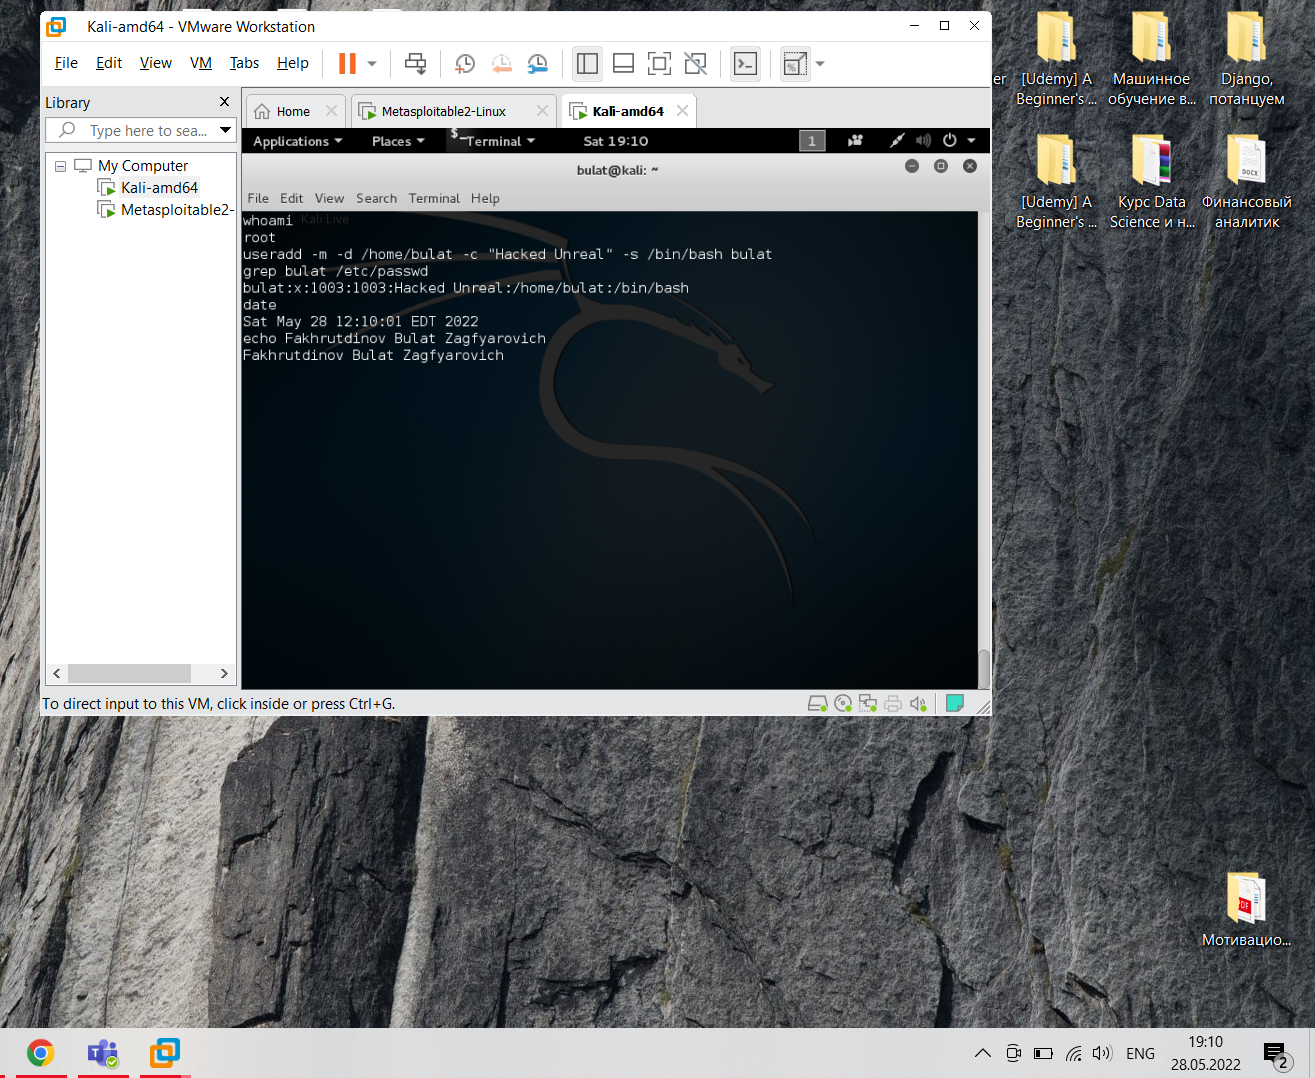 Kali-amd64 - VMware Workstation
File Edit View VM Tabs Help
Library
Type here to sea...
My Computer
Kali-amd64
Metasploitable2-
Home
Metasploitable2-Linux
Kali-amd64
Applications Places Terminal Sat 19:10 1
bulat@kali: ~
File Edit View Search Terminal Help
Kali Live
whoami
root
useradd -m -d /home/bulat -c "Hacked Unreal" -s /bin/bash bulat
grep bulat /etc/passwd
bulat:x:1003:1003:Hacked Unreal:/home/bulat:/bin/bash
date
Sat May 28 12:10:01 EDT 2022
echo Fakhrutdinov Bulat Zagfyarovich
Fakhrutdinov Bulat Zagfyarovich
To direct input to this VM, click inside or press Ctrl+G.
er
[Udemy] A
Beginner's ...
Машинное
обучение в...
Django,
потанцуем
[Udemy] A
Beginner's ...
Курс Data
Science и н...
DOCX
Финансовый
аналитик
PDF
Мотивацио...
ENG
19:10
28.05.2022
2